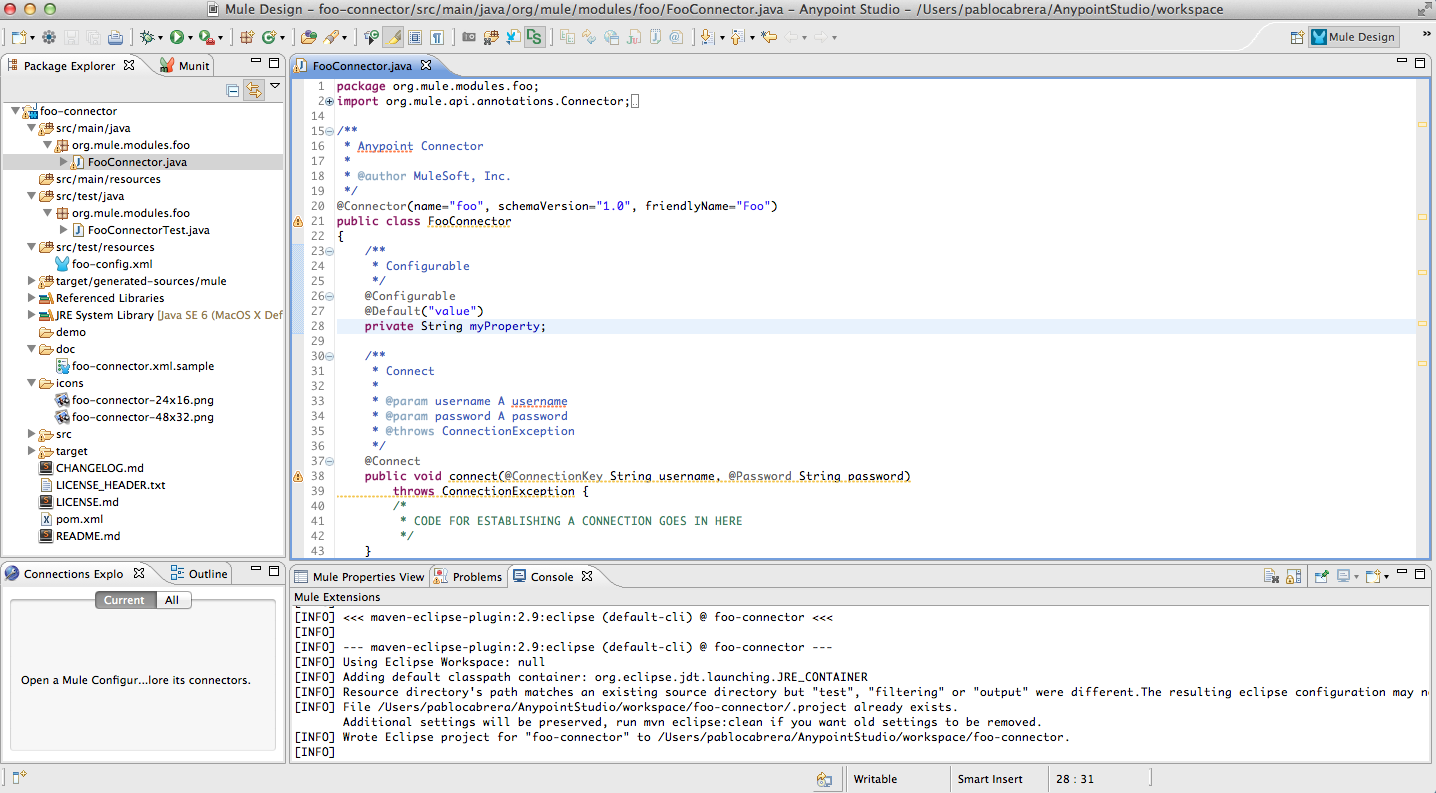 Mule Design – foo-connector/src/main/java/org/mule/modules/foo/FooConnector.java – Anypoint Studio – /Users/pablocabrera/AnypointStudio/workspace
Mule Design
Package Explorer
Munit
foo-connector
src/main/java
org.mule.modules.foo
FooConnector.java
src/main/resources
src/test/java
org.mule.modules.foo
FooConnectorTest.java
src/test/resources
foo-config.xml
target/generated-sources/mule
Referenced Libraries
JRE System Library [Java SE 6 (MacOS X Def
demo
doc
foo-connector.xml.sample
icons
foo-connector-24x16.png
foo-connector-48x32.png
src
target
CHANGELOG.md
LICENSE_HEADER.txt
LICENSE.md
pom.xml
README.md
FooConnector.java
1 package org.mule.modules.foo;
2 import org.mule.api.annotations.Connector;
14
15 /**
16 * Anypoint Connector
17 *
18 * @author MuleSoft, Inc.
19 */
20 @Connector(name="foo", schemaVersion="1.0", friendlyName="Foo")
21 public class FooConnector
22 {
23 /**
24 * Configurable
25 */
26 @Configurable
27 @Default("value")
28 private String myProperty;
29
30 /**
31 * Connect
32 *
33 * @param username A username
34 * @param password A password
35 * @throws ConnectionException
36 */
37 @Connect
38 public void connect(@ConnectionKey String username, @Password String password)
39 throws ConnectionException {
40 /*
41 * CODE FOR ESTABLISHING A CONNECTION GOES IN HERE
42 */
43 }
Connections Explo
Outline
Current All
Open a Mule Configur...lore its connectors.
Mule Properties View
Problems
Console
Mule Extensions
[INFO] <<< maven-eclipse-plugin:2.9:eclipse (default-cli) @ foo-connector <<<
[INFO]
[INFO] --- maven-eclipse-plugin:2.9:eclipse (default-cli) @ foo-connector ---
[INFO] Using Eclipse Workspace: null
[INFO] Adding default classpath container: org.eclipse.jdt.launching.JRE_CONTAINER
[INFO] Resource directory's path matches an existing source directory but "test", "filtering" or "output" were different.The resulting eclipse configuration may n
[INFO] File /Users/pablocabrera/AnypointStudio/workspace/foo-connector/.project already exists.
Additional settings will be preserved, run mvn eclipse:clean if you want old settings to be removed.
[INFO] Wrote Eclipse project for "foo-connector" to /Users/pablocabrera/AnypointStudio/workspace/foo-connector.
[INFO]
Writable
Smart Insert
28 : 31